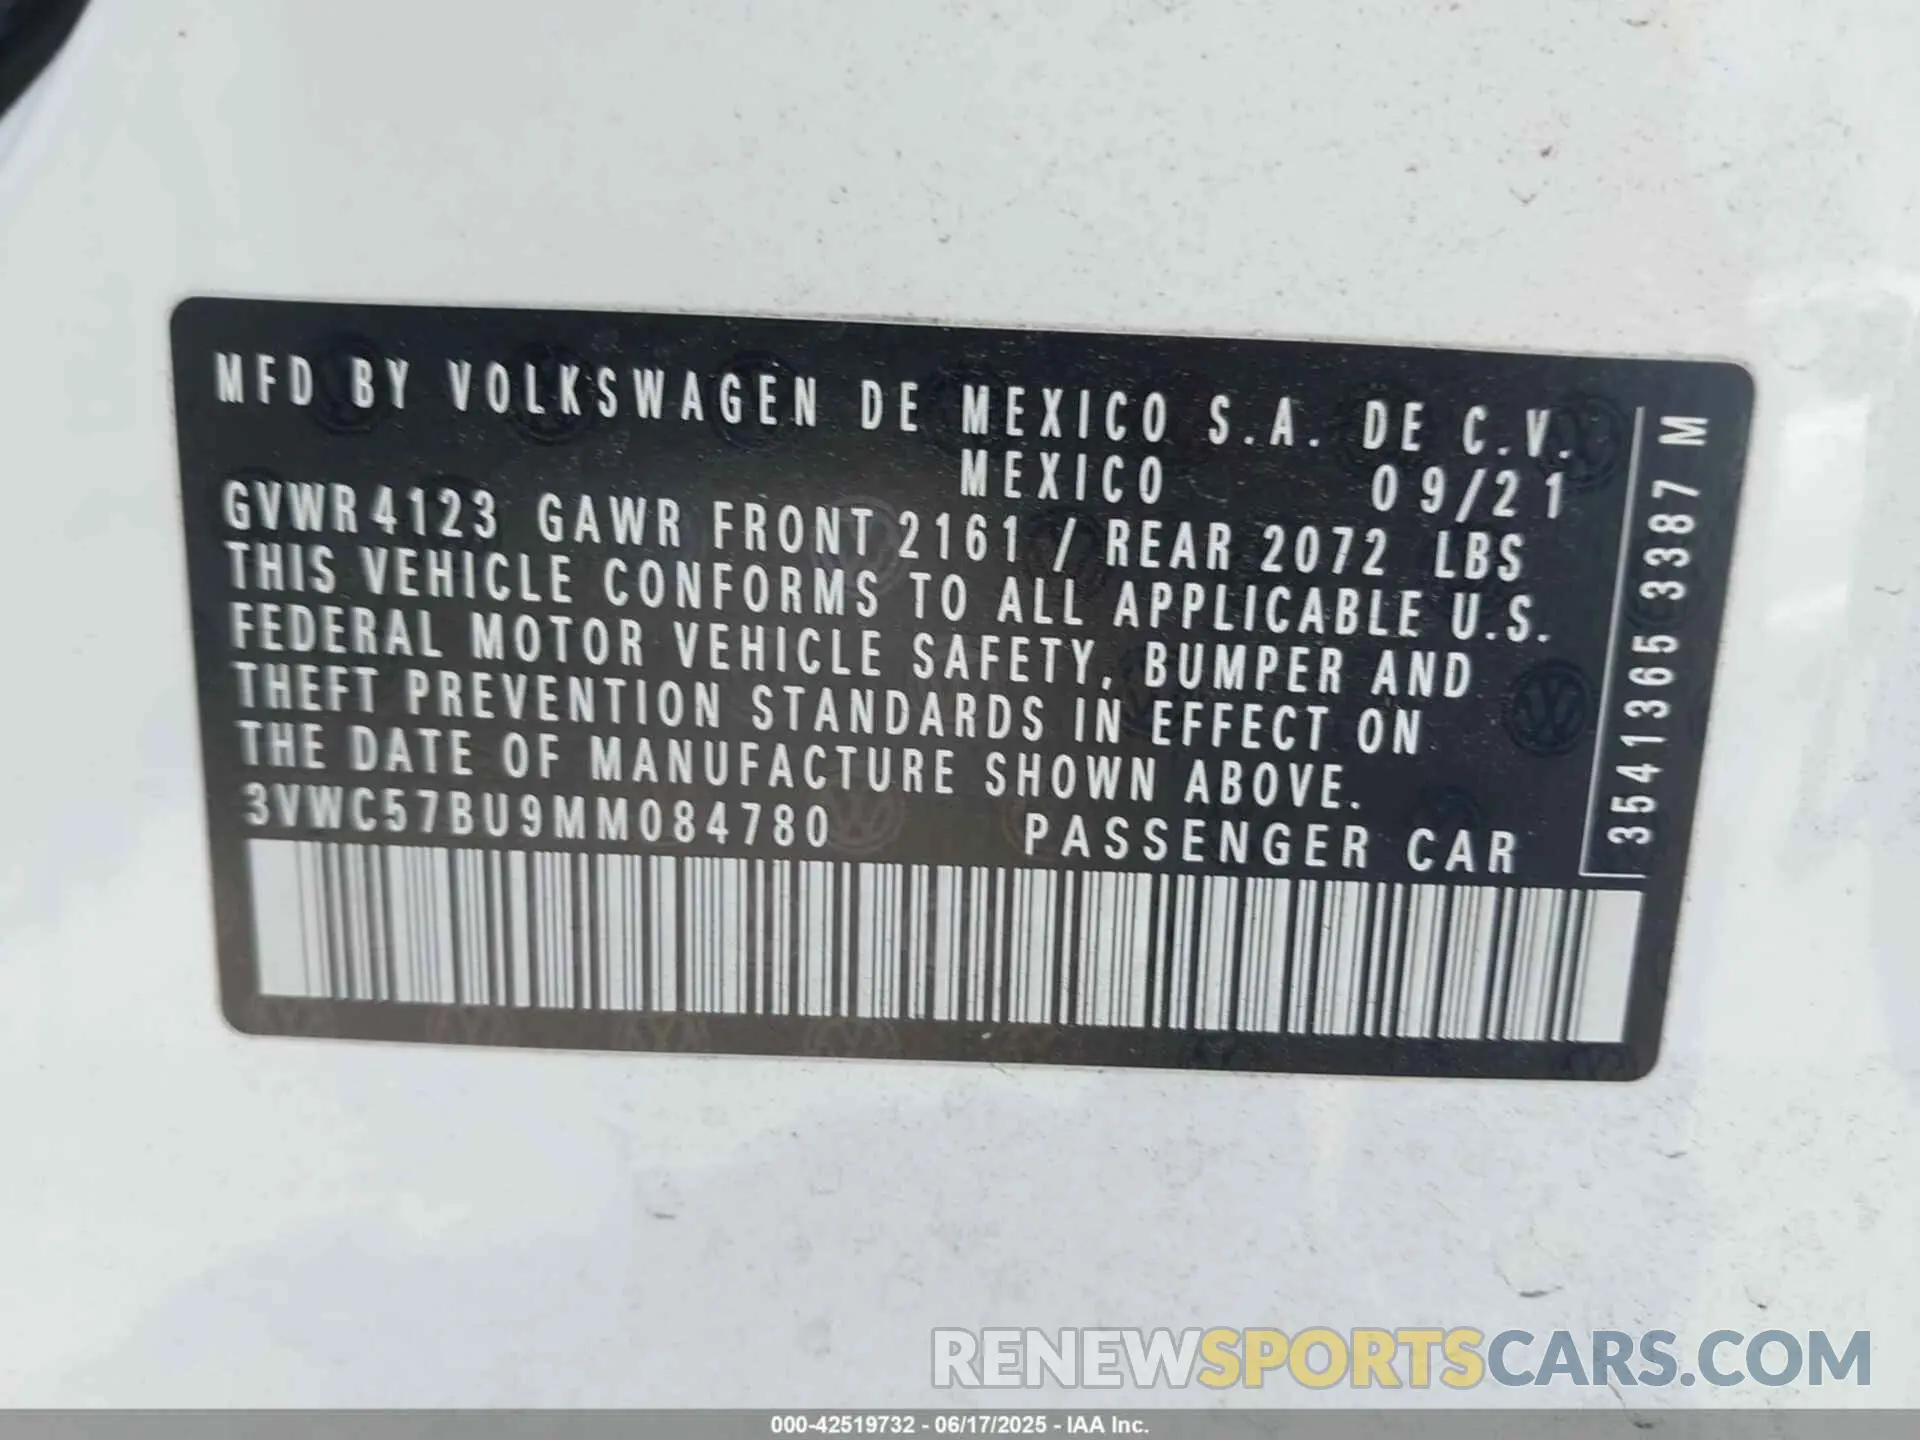 MFD BY VOLKSWAGEN DE MEXICO S.A. DE C.V.
MEXICO 09/21
GVWR 4123 GAWR FRONT 2161 / REAR 2072 LBS
THIS VEHICLE CONFORMS TO ALL APPLICABLE U.S.
FEDERAL MOTOR VEHICLE SAFETY, BUMPER AND
THEFT PREVENTION STANDARDS IN EFFECT ON
THE DATE OF MANUFACTURE SHOWN ABOVE.
3VWC57BU9MM084780 PASSENGER CAR
3541365 3387 M
RENEWSPORTSCARS.COM
000-42519732 - 06/17/2025 - IAA Inc.